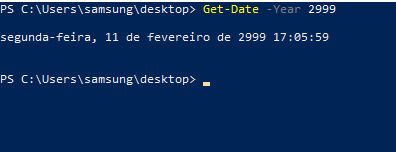 PS C:\Users\samsung\desktop> Get-Date -Year 2999
segunda-feira, 11 de fevereiro de 2999 17:05:59
PS C:\Users\samsung\desktop>